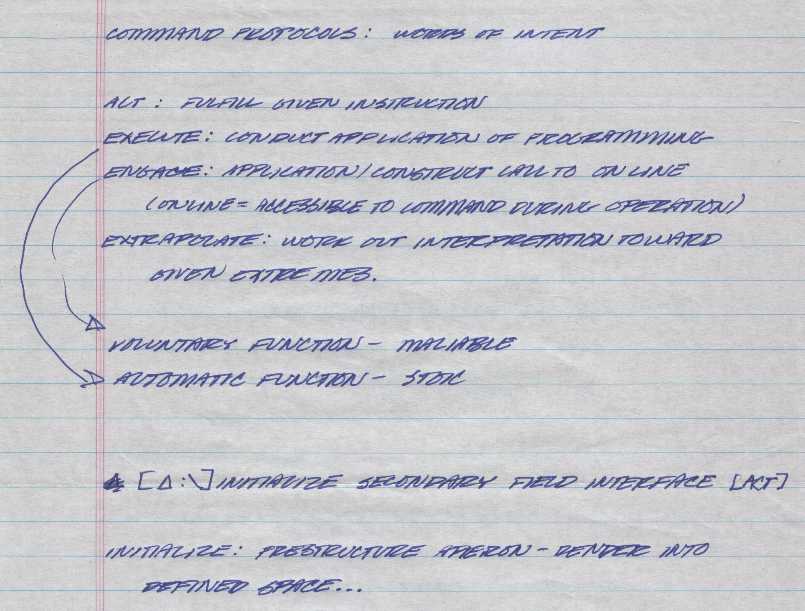 COMMAND PROTOCOLS: WORDS OF INTENT
ACT: FULFILL GIVEN INSTRUCTION
EXECUTE: CONDUCT APPLICATION OF PROGRAMMING
ENGAGE: APPLICATION/CONSTRUCT CALL TO ON LINE
(ONLINE = ACCESSIBLE TO COMMAND DURING OPERATION)
EXTRAPOLATE: WORK OUT INTERPRETATION TOWARD
GIVEN EXTREMES.
VOLUNTARY FUNCTION - MALIABLE
AUTOMATIC FUNCTION - STOIC
[Δ:\] INITIALIZE SECONDARY FIELD INTERFACE [ACT]
INITIALIZE: PRESTRUCTURE APERON - RENDER INTO
DEFINED SPACE...